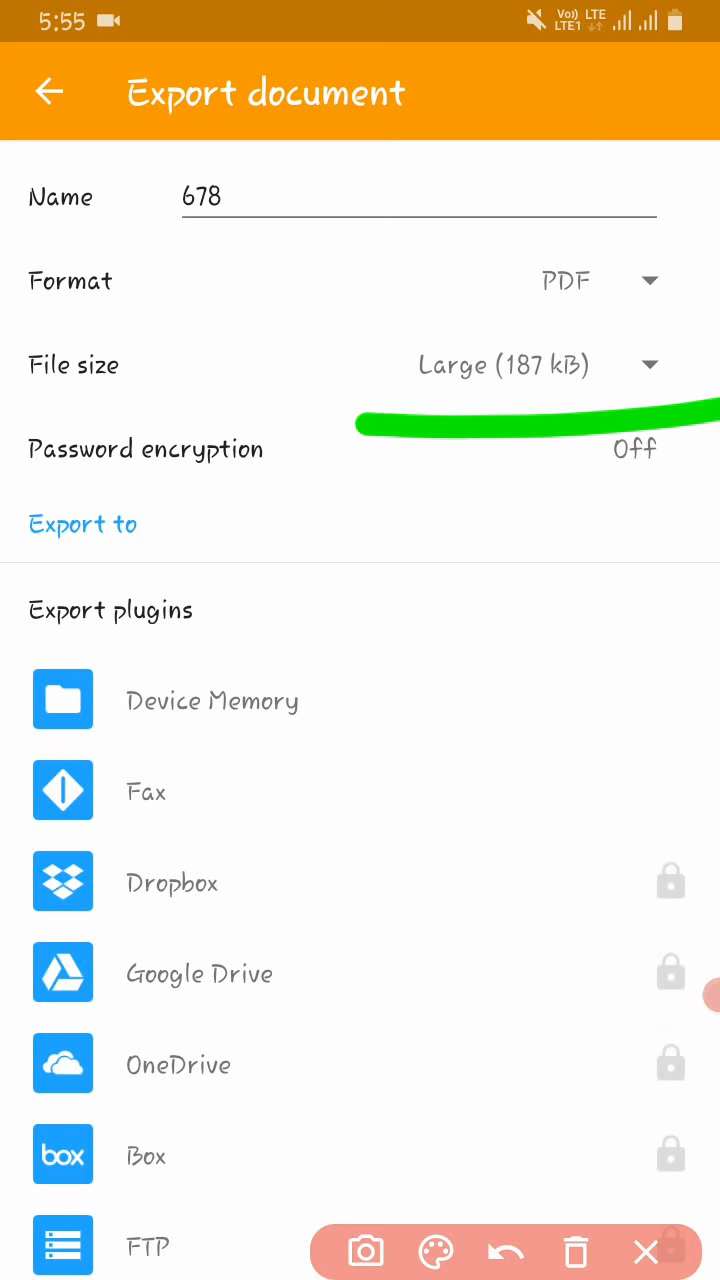 5:55 Vo)) LTE LTE1
Export document
Name 678
Format PDF
File size Large (187 kB)
Password encryption Off
Export to
Export plugins
Device Memory
Fax
Dropbox
Google Drive
OneDrive
box Box
FTP